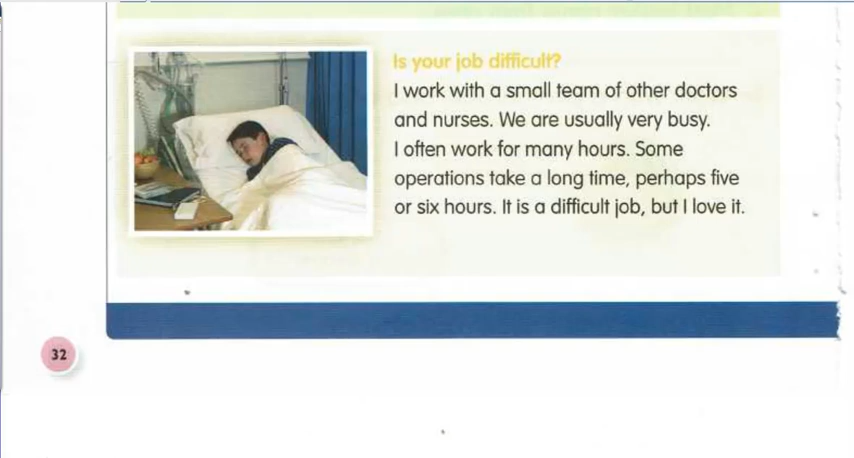 Is your job difficult?
I work with a small team of other doctors
and nurses. We are usually very busy.
I often work for many hours. Some
operations take a long time, perhaps five
or six hours. It is a difficult job, but I love it.
32